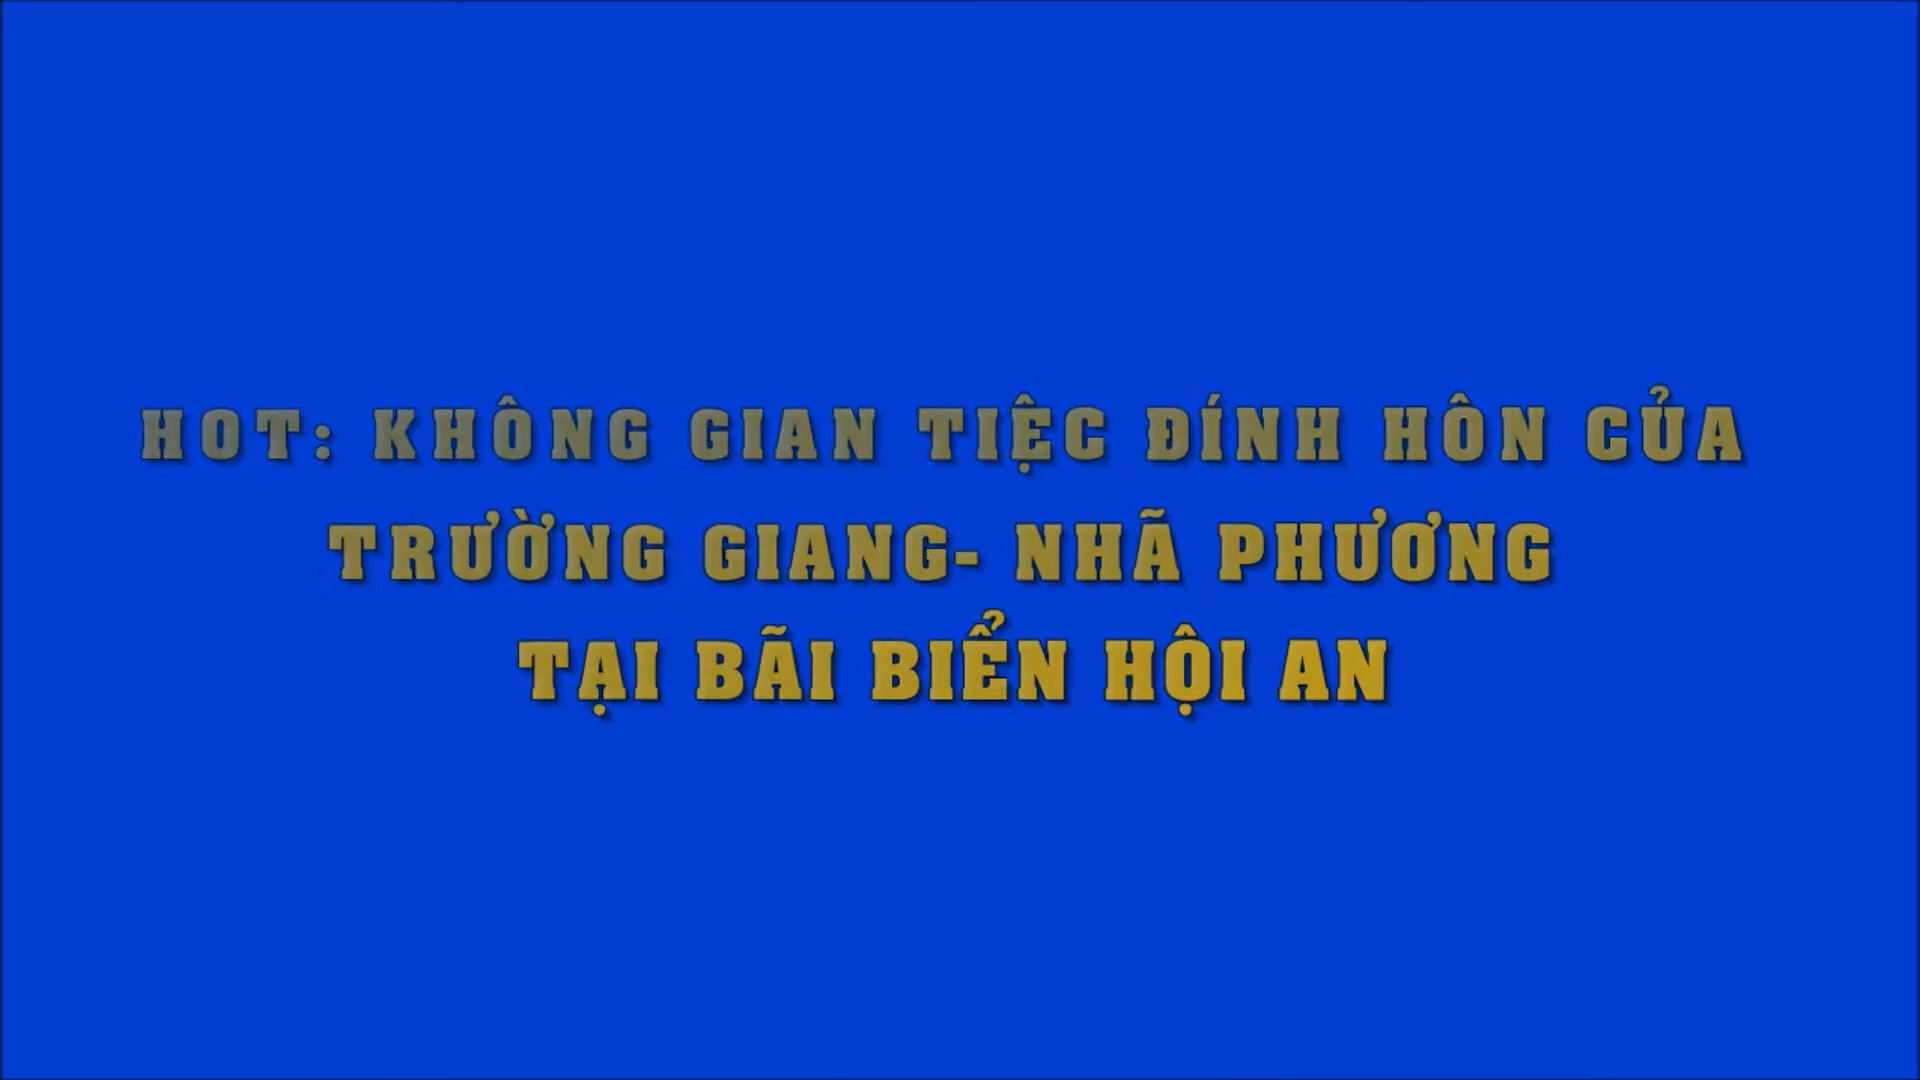 HOT: KHÔNG GIAN TIỆC ĐÍNH HÔN CỦA
TRƯỜNG GIANG- NHÃ PHƯƠNG
TẠI BÃI BIỂN HỘI AN